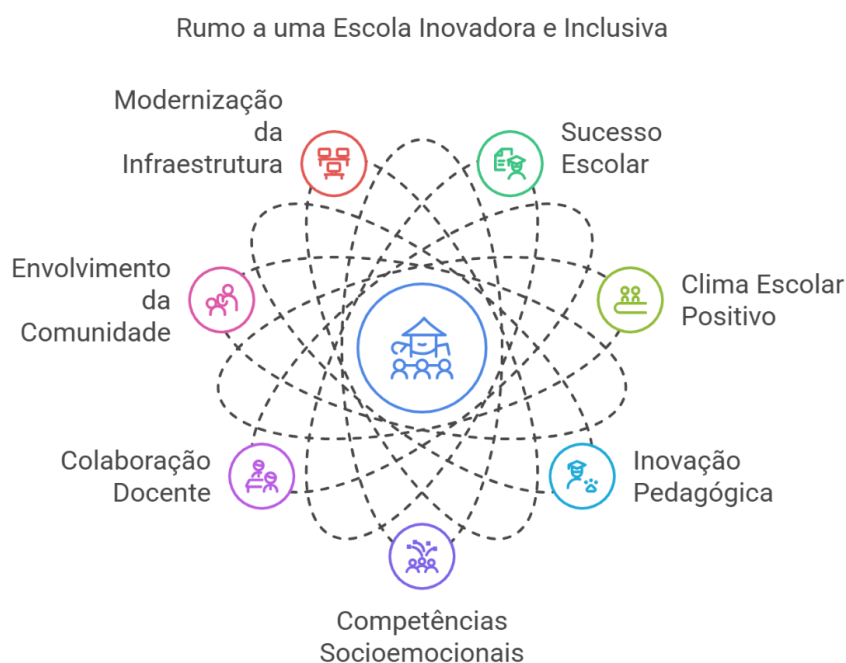 Rumo a uma Escola Inovadora e Inclusiva
Modernização
da
Infraestrutura
Sucesso
Escolar
Envolvimento
da
Comunidade
Clima Escolar
Positivo
Colaboração
Docente
Inovação
Pedagógica
Competências
Socioemocionais